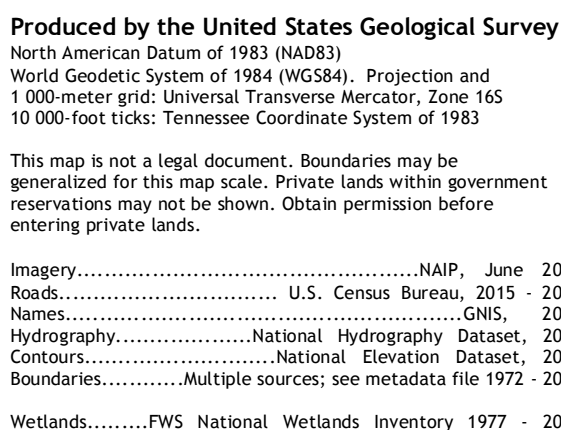 Produced by the United States Geological Survey
North American Datum of 1983 (NAD83)
World Geodetic System of 1984 (WGS84). Projection and
1 000-meter grid: Universal Transverse Mercator, Zone 16S
10 000-foot ticks: Tennessee Coordinate System of 1983
This map is not a legal document. Boundaries may be
generalized for this map scale. Private lands within government
reservations may not be shown. Obtain permission before
entering private lands.
Imagery..................................................NAIP, June 20
Roads................................ U.S. Census Bureau, 2015 - 20
Names..........................................................GNIS, 20
Hydrography....................National Hydrography Dataset, 20
Contours............................National Elevation Dataset, 20
Boundaries............Multiple sources; see metadata file 1972 - 20
Wetlands.........FWS National Wetlands Inventory 1977 - 20